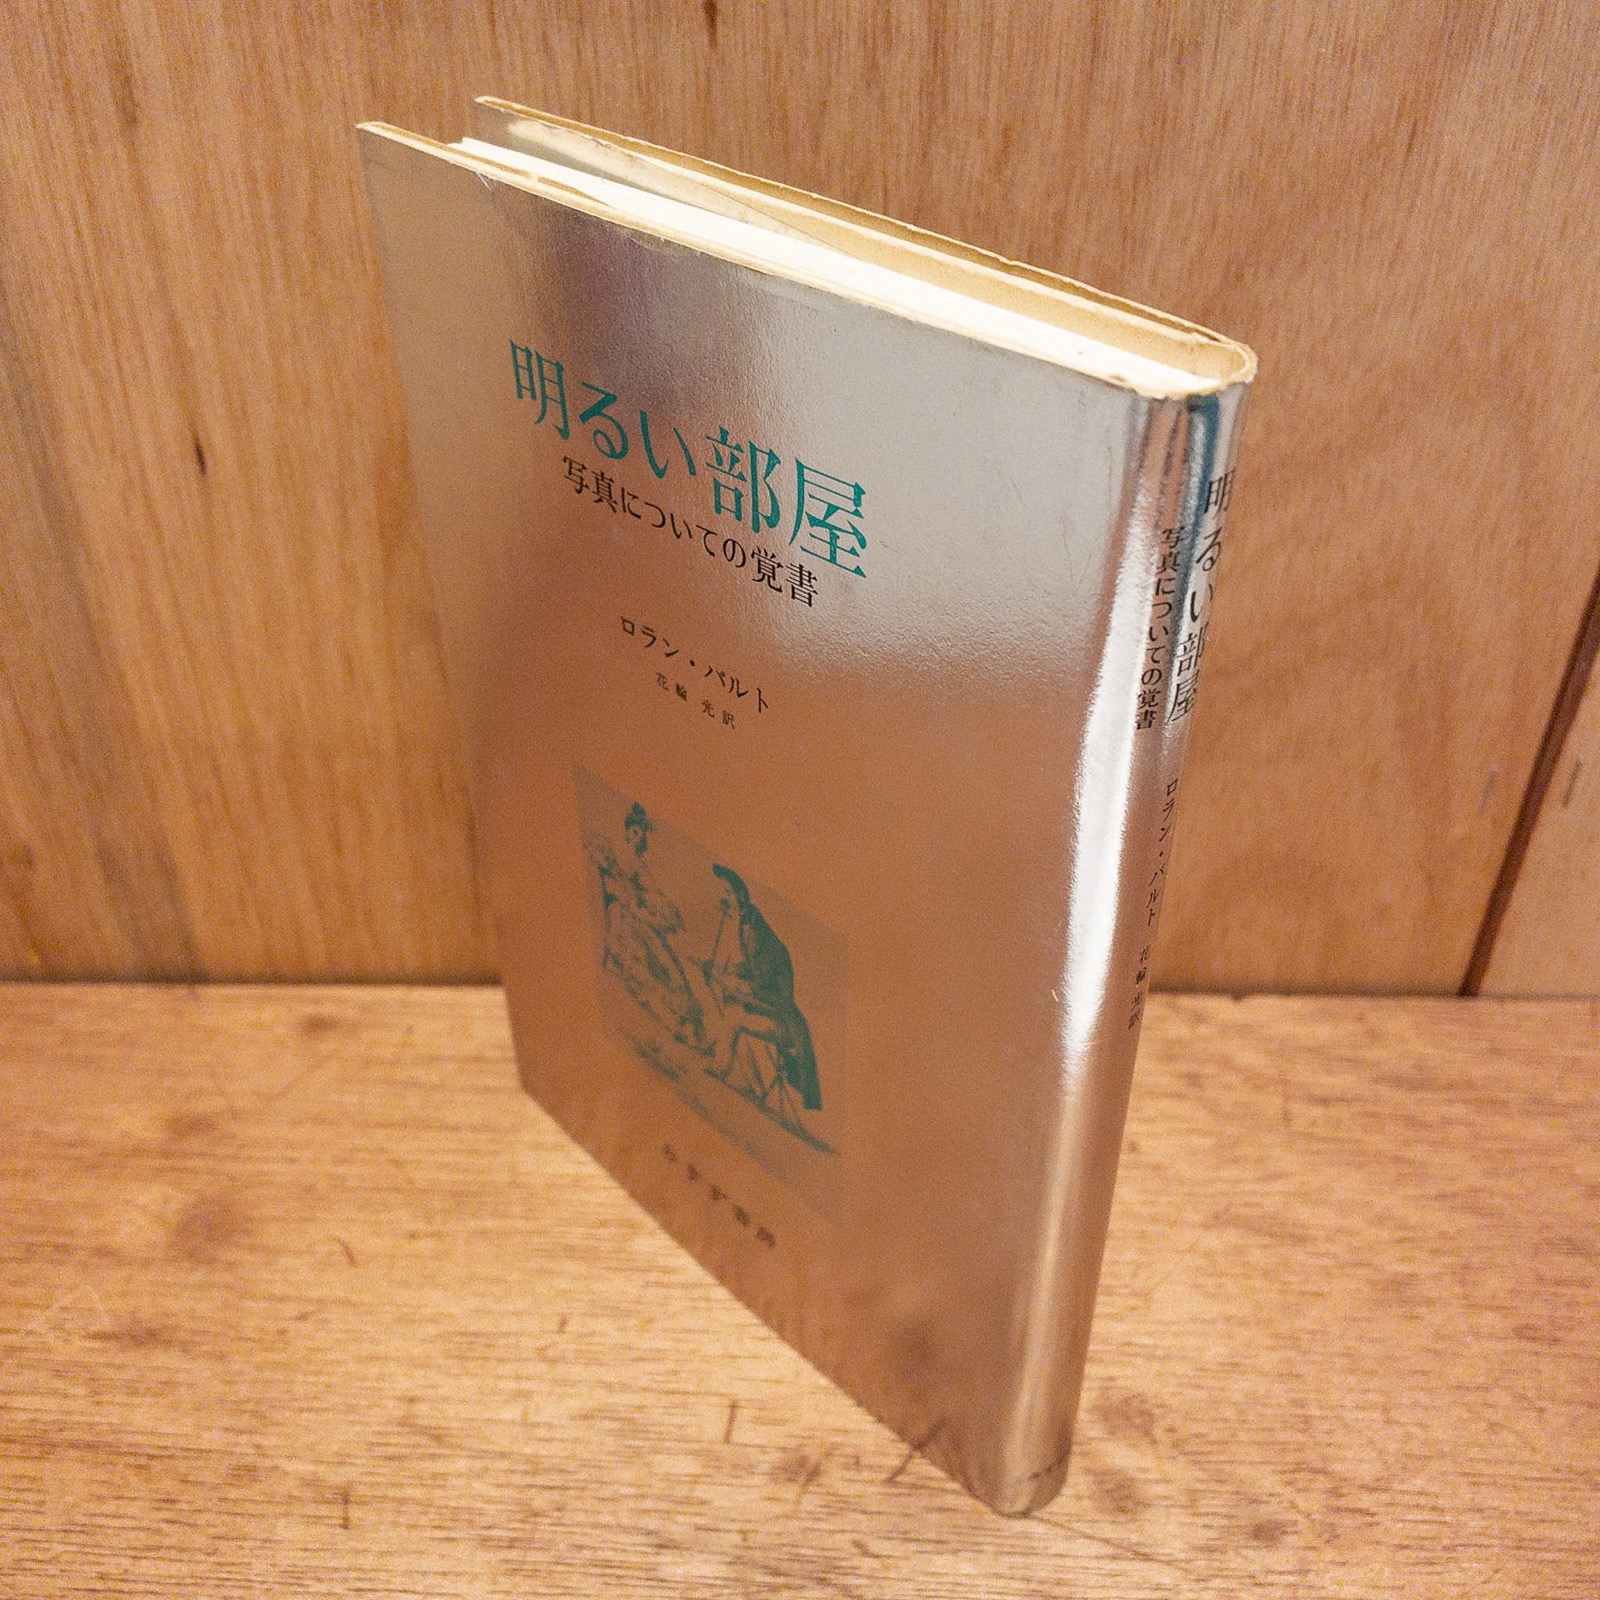 明るい部屋
写真についての覚書
ロラン・バルト
花輪 光 訳
みすず書房
明るい部屋
写真についての覚書
ロラン・バルト
花輪光訳